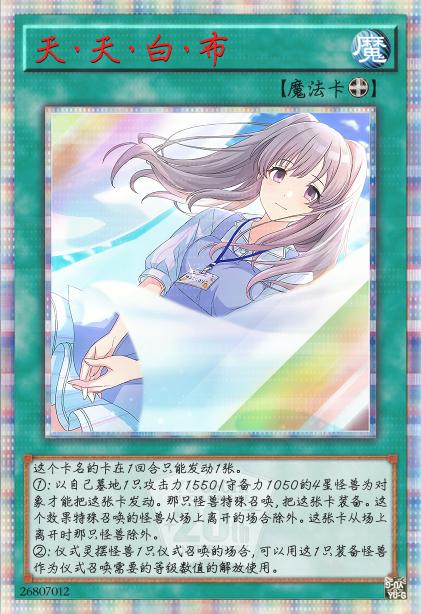 天·天·白·布
魔
【魔法卡】
这个卡名的卡在1回合只能发动1张。
①:以自己墓地1只攻击力1550/守备力1050的4星怪兽为对
象才能把这张卡发动。那只怪兽特殊召唤,把这张卡装备。这
个效果特殊召唤的怪兽从场上离开的场合除外。这张卡从场上
离开时那只怪兽除外。
②:仪式灵摆怪兽1只仪式召唤的场合,可以用这1只装备怪兽
作为仪式召唤需要的等级数值的解放使用。
26807012